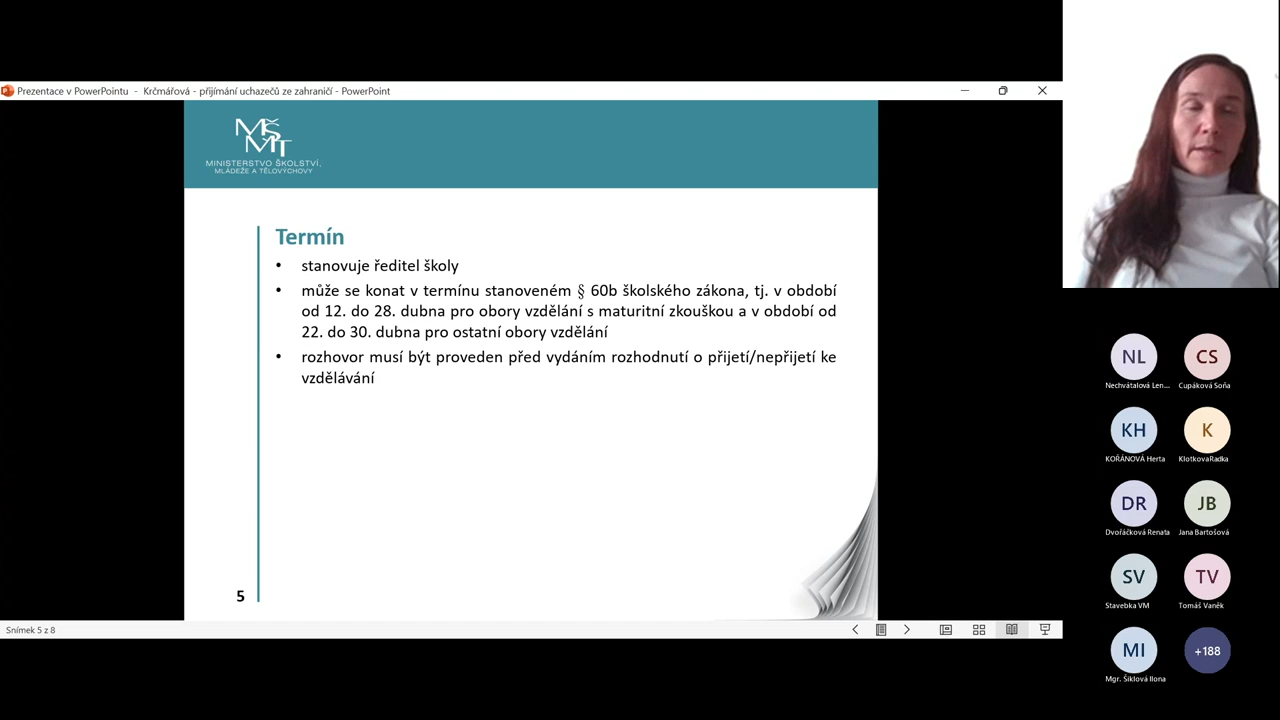 Prezentace v PowerPointu - Krčmářová - přijímání uchazečů ze zahraničí - PowerPoint
MŠMT
MINISTERSTVO ŠKOLSTVÍ,
MLÁDEŽE A TĚLOVÝCHOVY
Termín
• stanovuje ředitel školy
• může se konat v termínu stanoveném § 60b školského zákona, tj. v období
od 12. do 28. dubna pro obory vzdělání s maturitní zkouškou a v období od
22. do 30. dubna pro ostatní obory vzdělání
• rozhovor musí být proveden před vydáním rozhodnutí o přijetí/nepřijetí ke
vzdělávání
5
Snímek 5 z 8
NL
Nechvátalová Len...
CS
Cupáková Soňa
KH
KOŘÁNOVÁ Herta
K
KlotkovaRadka
DR
Dvořáčková Renata
JB
Jana Bartošová
SV
Stavebka VM
TV
Tomáš Vaněk
MI
Mgr. Šiklová Ilona
+188